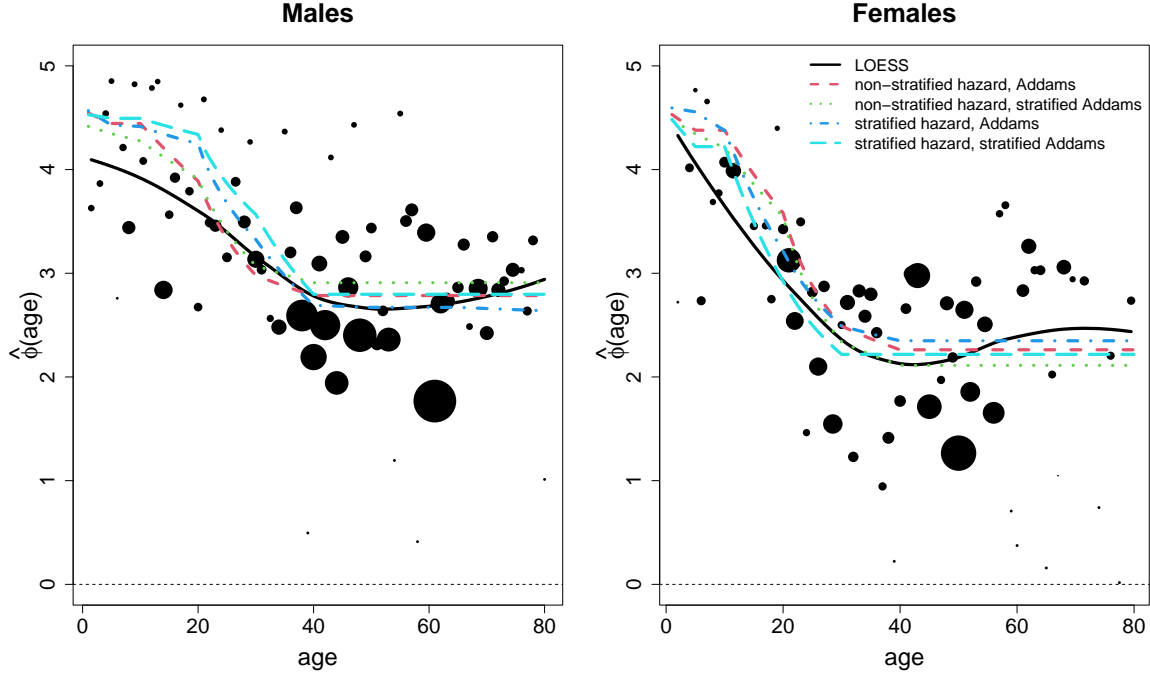 Males
Females
5
4
3
2
1
0
ϕ̂(age)
0
20
40
60
80
age
5
4
3
2
1
0
ϕ̂(age)
0
20
40
60
80
age
LOESS
non−stratified hazard, Addams
non−stratified hazard, stratified Addams
stratified hazard, Addams
stratified hazard, stratified Addams